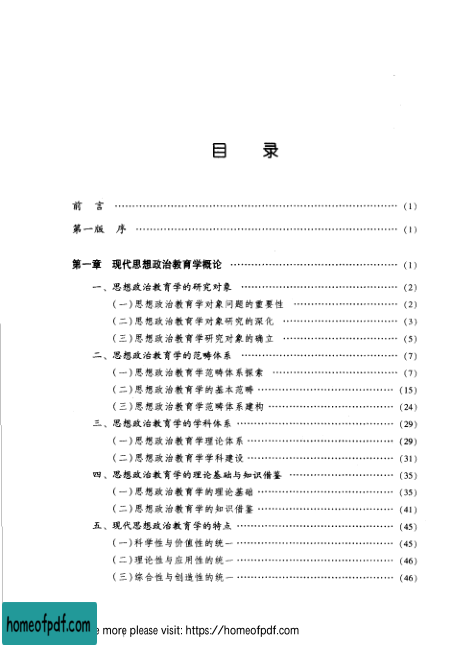 目 录
前 言 ……………………………………… (1)
第一版 序 ……………………………………… (1)
第一章 现代思想政治教育学概论 ……………………………………… (1)
一、思想政治教育学的研究对象 ……………………………………… (2)
(一)思想政治教育学对象问题的重要性 ……………………………………… (2)
(二)思想政治教育学对象研究的深化 ……………………………………… (3)
(三)思想政治教育学研究对象的确立 ……………………………………… (5)
二、思想政治教育学的范畴体系 ……………………………………… (7)
(一)思想政治教育学范畴体系探索 ……………………………………… (7)
(二)思想政治教育学的基本范畴 ……………………………………… (15)
(三)思想政治教育学范畴体系建构 ……………………………………… (24)
三、思想政治教育学的学科体系 ……………………………………… (29)
(一)思想政治教育学理论体系 ……………………………………… (29)
(二)思想政治教育学学科建设 ……………………………………… (31)
四、思想政治教育学的理论基础与知识借鉴 ……………………………………… (35)
(一)思想政治教育学的理论基础 ……………………………………… (35)
(二)思想政治教育学的知识借鉴 ……………………………………… (41)
五、现代思想政治教育学的特点 ……………………………………… (45)
(一)科学性与价值性的统一 ……………………………………… (45)
(二)理论性与应用性的统一 ……………………………………… (46)
(三)综合性与创造性的统一 ……………………………………… (46)
homeofpdf.com
more please visit: https://homeofpdf.com